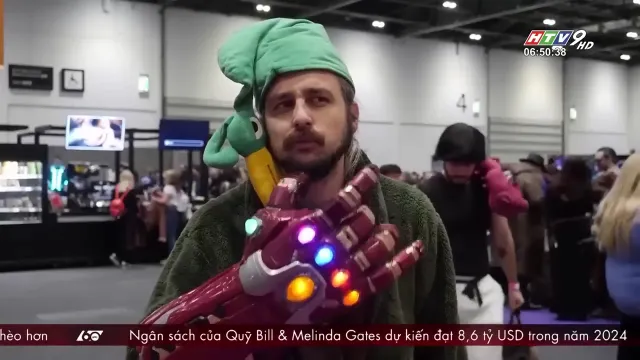 HTV9 HD
06:50:38
4
hèo hơn 60 Ngân sách của Quỹ Bill & Melinda Gates dự kiến đạt 8,6 tỷ USD trong năm 2024